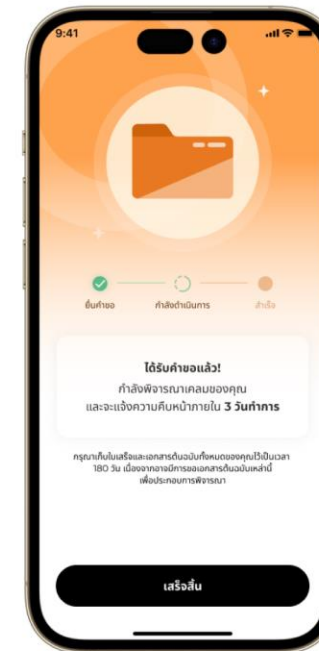 9:41
ยื่นคำขอ กำลังดำเนินการ สำเร็จ
ได้รับคำขอแล้ว!
กำลังพิจารณาเคลมของคุณ
และจะแจ้งความคืบหน้าภายใน 3 วันทำการ
กรุณาเก็บใบเสร็จและเอกสารต้นฉบับทั้งหมดของคุณไว้เป็นเวลา
180 วัน เนื่องจากอาจมีการขอเอกสารต้นฉบับเหล่านี้
เพื่อประกอบการพิจารณา
เสร็จสิ้น